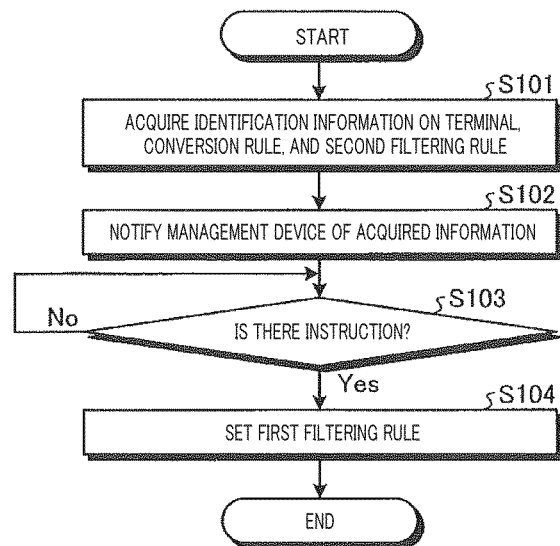 START
S101
ACQUIRE IDENTIFICATION INFORMATION ON TERMINAL,
CONVERSION RULE, AND SECOND FILTERING RULE
S102
NOTIFY MANAGEMENT DEVICE OF ACQUIRED INFORMATION
S103
No
IS THERE INSTRUCTION?
Yes
S104
SET FIRST FILTERING RULE
END